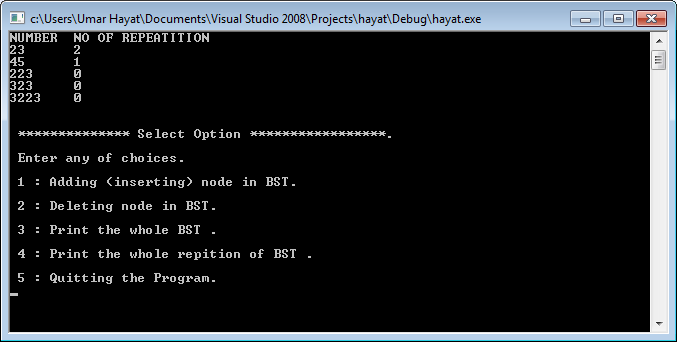 c:\Users\Umar Hayat\Documents\Visual Studio 2008\Projects\hayat\Debug\hayat.exe
NUMBER  NO OF REPEATITION
23      2
45      1
223     0
323     0
3223    0
************** Select Option *****************.
Enter any of choices.
1 : Adding (inserting) node in BST.
2 : Deleting node in BST.
3 : Print the whole BST .
4 : Print the whole repition of BST .
5 : Quitting the Program.